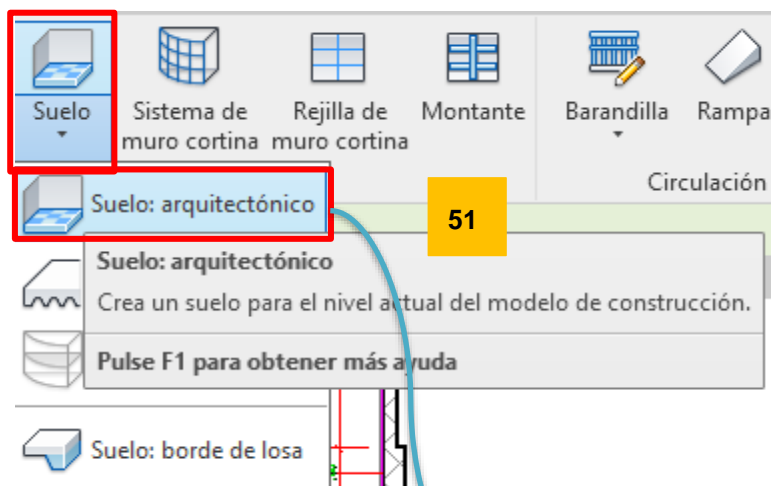 Suelo
Sistema de
muro cortina
Rejilla de
muro cortina
Montante
Barandilla
Rampa
Circulación
Suelo: arquitectónico
51
Suelo: arquitectónico
Crea un suelo para el nivel actual del modelo de construcción.
Pulse F1 para obtener más ayuda
Suelo: borde de losa